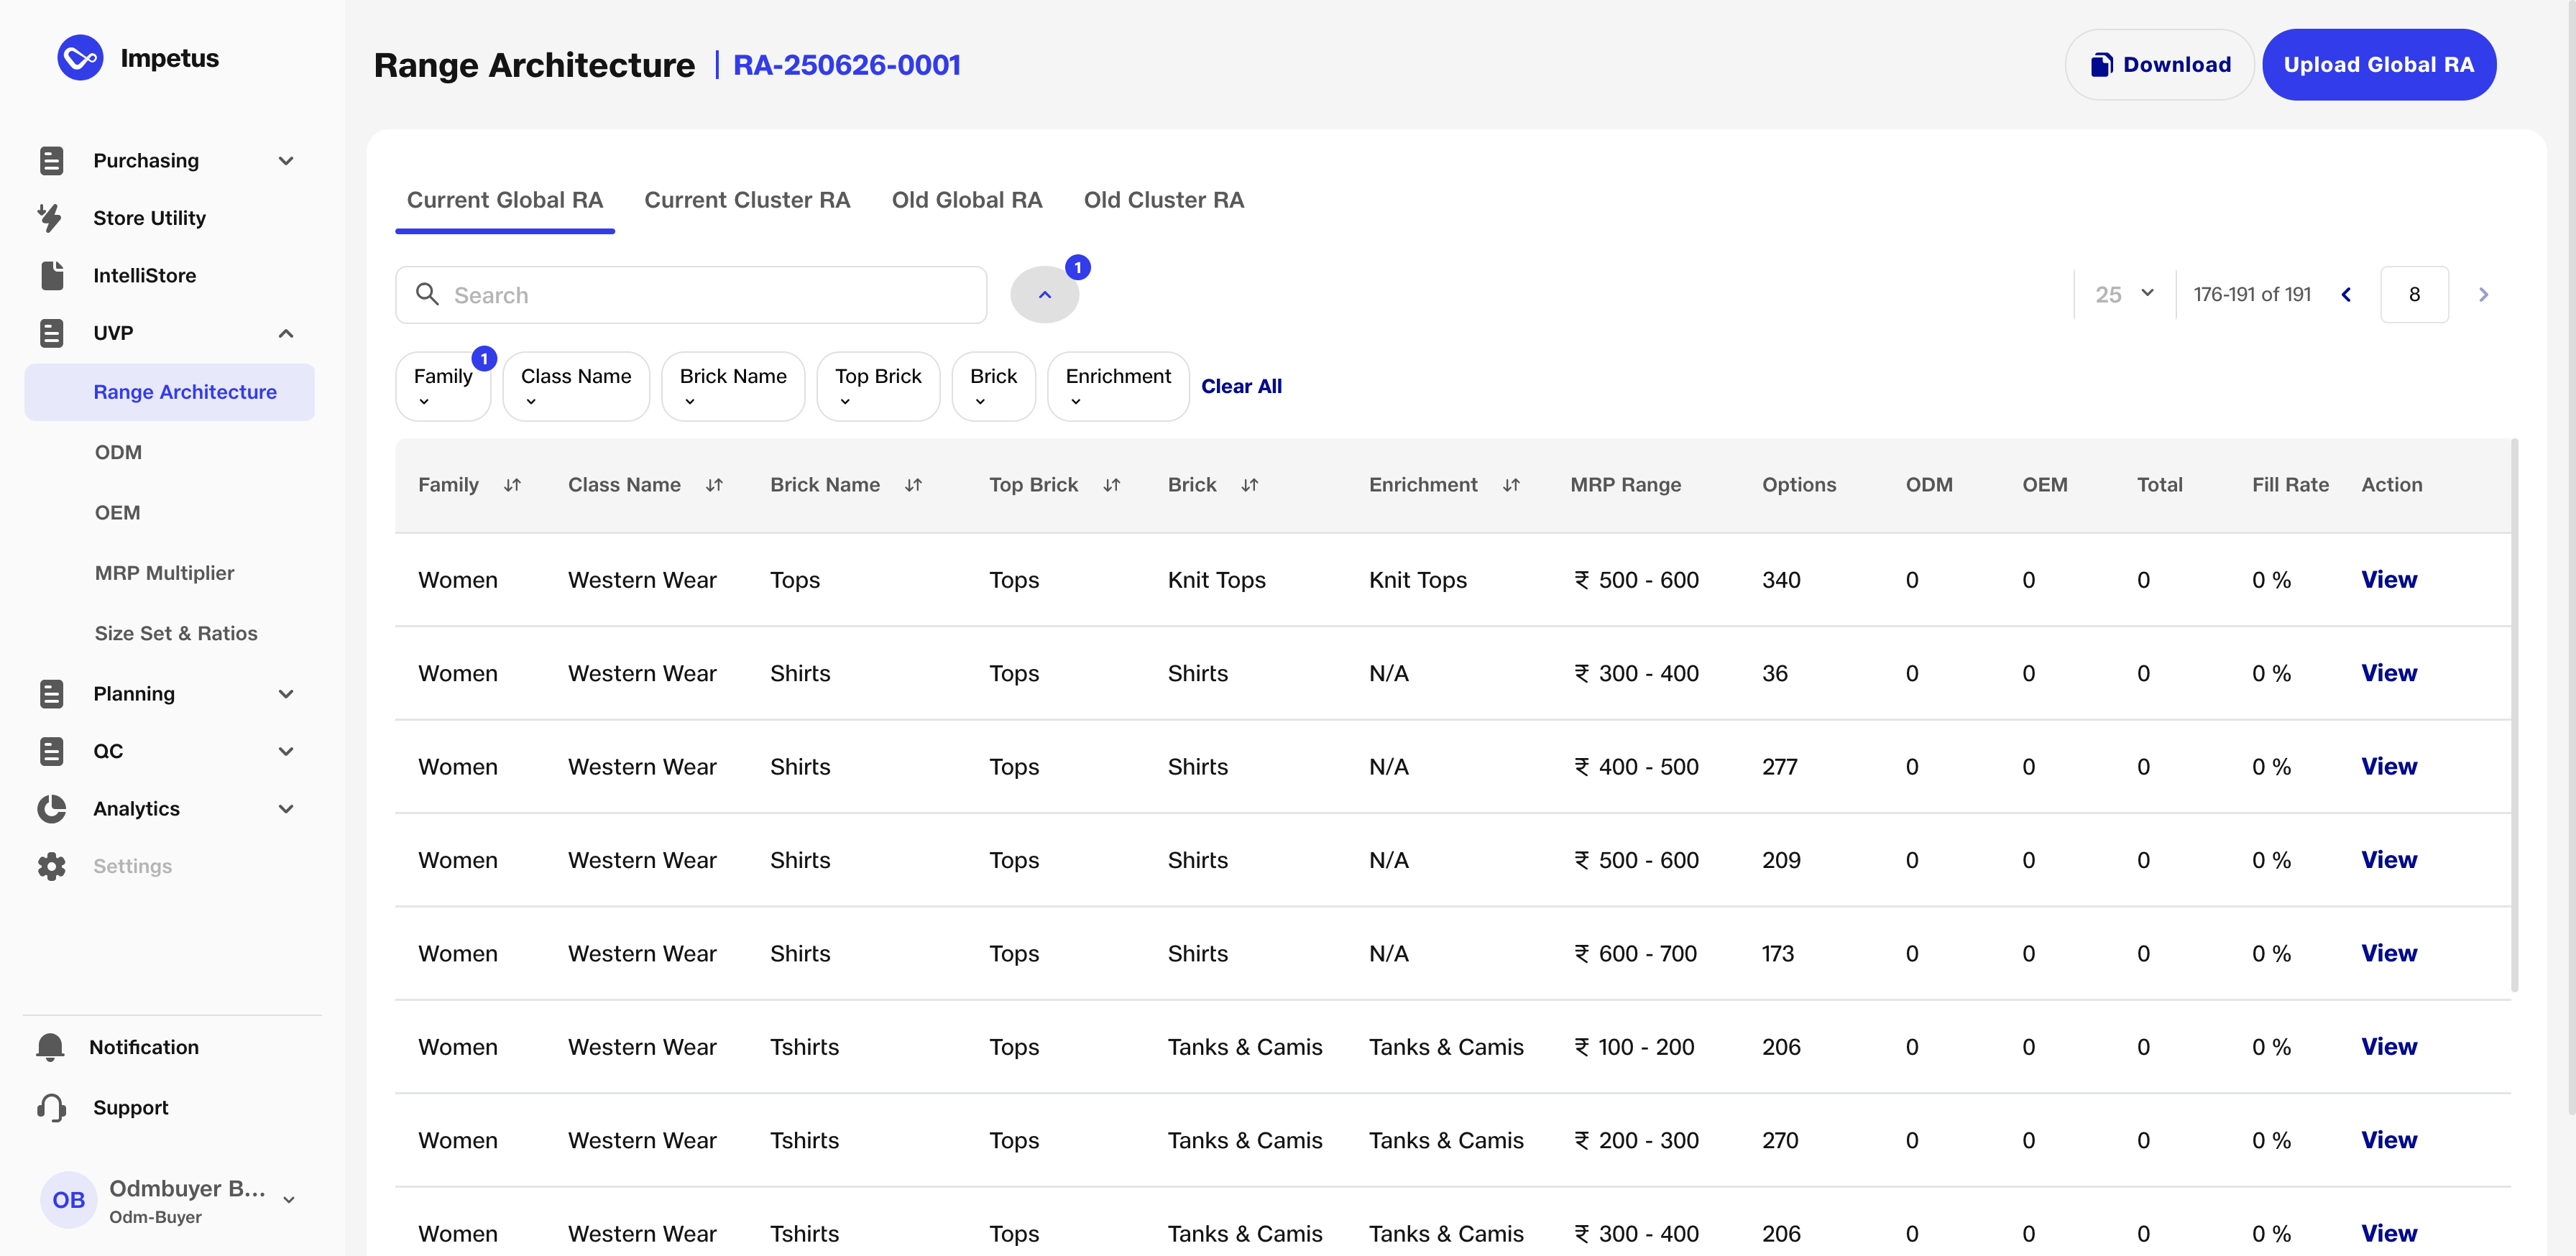 Impetus
Purchasing
Store Utility
IntelliStore
UVP
Range Architecture
ODM
OEM
MRP Multiplier
Size Set & Ratios
Planning
QC
Analytics
Settings
Notification
Support
OB
Odmbuyer B...
Odm-Buyer
Range Architecture | RA-250626-0001
Download
Upload Global RA
Current Global RA Current Cluster RA Old Global RA Old Cluster RA
Search
1
25
176-191 of 191
8
Family 1
Class Name
Brick Name
Top Brick
Brick
Enrichment
Clear All
Family Class Name Brick Name Top Brick Brick Enrichment MRP Range Options ODM OEM Total Fill Rate Action
Women Western Wear Tops Tops Knit Tops Knit Tops ₹ 500 - 600 340 0 0 0 0 % View
Women Western Wear Shirts Tops Shirts N/A ₹ 300 - 400 36 0 0 0 0 % View
Women Western Wear Shirts Tops Shirts N/A ₹ 400 - 500 277 0 0 0 0 % View
Women Western Wear Shirts Tops Shirts N/A ₹ 500 - 600 209 0 0 0 0 % View
Women Western Wear Shirts Tops Shirts N/A ₹ 600 - 700 173 0 0 0 0 % View
Women Western Wear Tshirts Tops Tanks & Camis Tanks & Camis ₹ 100 - 200 206 0 0 0 0 % View
Women Western Wear Tshirts Tops Tanks & Camis Tanks & Camis ₹ 200 - 300 270 0 0 0 0 % View
Women Western Wear Tshirts Tops Tanks & Camis Tanks & Camis ₹ 300 - 400 206 0 0 0 0 % View